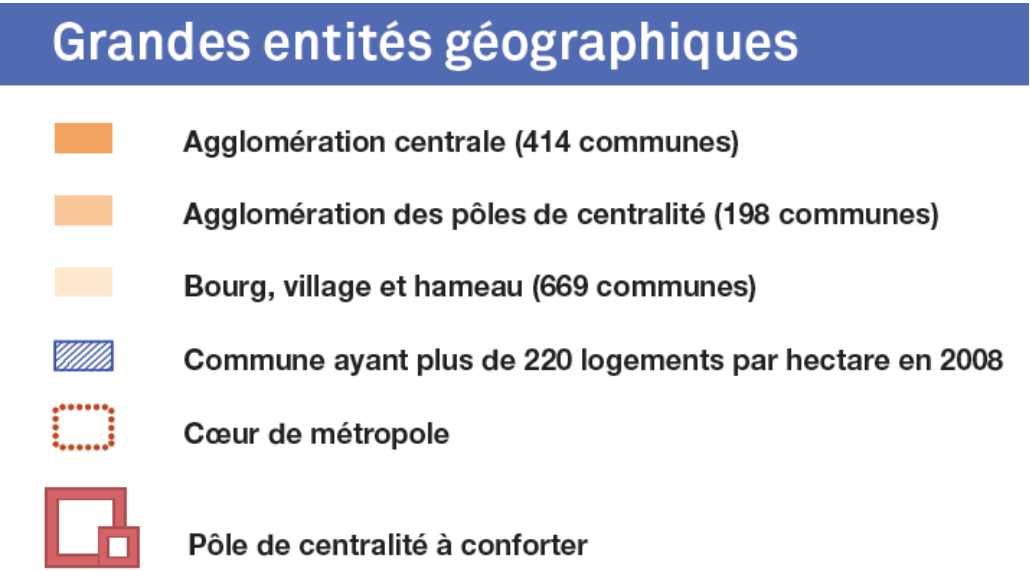 Grandes entités géographiques
Agglomération centrale (414 communes)
Agglomération des pôles de centralité (198 communes)
Bourg, village et hameau (669 communes)
Commune ayant plus de 220 logements par hectare en 2008
Cœur de métropole
Pôle de centralité à conforter